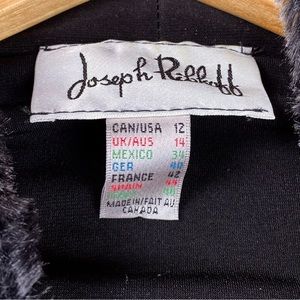 Joseph Ribkoff
CAN/USA 12
UK/AUS 14
MEXICO 34
GER 40
FRANCE 42
SPAIN 44
MADE IN/FAIT AU
CANADA